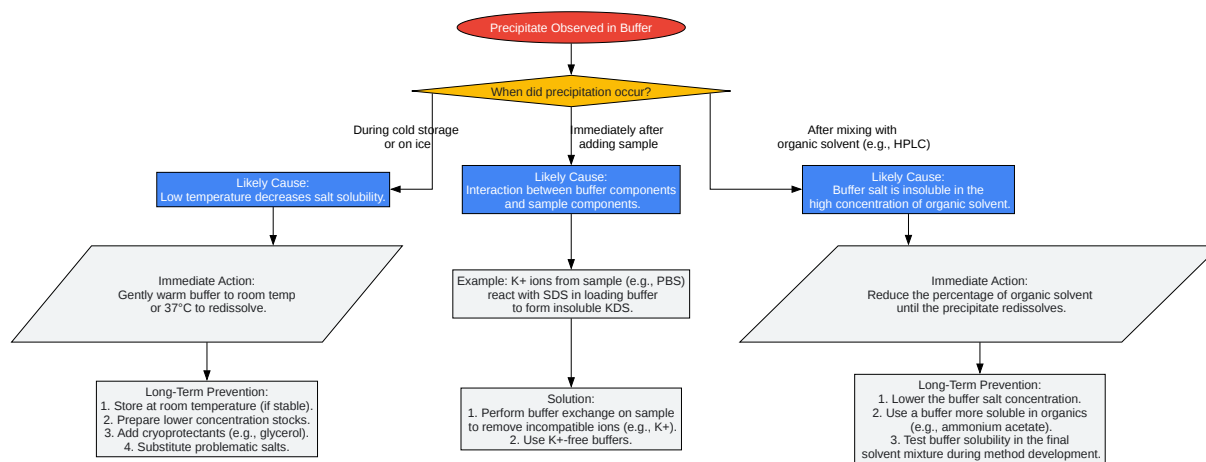 Precipitate Observed in Buffer
When did precipitation occur?
During cold storage
or on ice
Immediately after
adding sample
After mixing with
organic solvent (e.g., HPLC)
Likely Cause:
Low temperature decreases salt solubility.
Likely Cause:
Interaction between buffer components
and sample components.
Likely Cause:
Buffer salt is insoluble in the
high concentration of organic solvent.
Immediate Action:
Gently warm buffer to room temp
or 37°C to redissolve.
Example: K+ ions from sample (e.g., PBS)
react with SDS in loading buffer
to form insoluble KDS.
Immediate Action:
Reduce the percentage of organic solvent
until the precipitate redissolves.
Long-Term Prevention:
1. Store at room temperature (if stable).
2. Prepare lower concentration stocks.
3. Add cryoprotectants (e.g., glycerol).
4. Substitute problematic salts.
Solution:
1. Perform buffer exchange on sample
to remove incompatible ions (e.g., K+).
2. Use K+-free buffers.
Long-Term Prevention:
1. Lower the buffer salt concentration.
2. Use a buffer more soluble in organics
(e.g., ammonium acetate).
3. Test buffer solubility in the final
solvent mixture during method development.